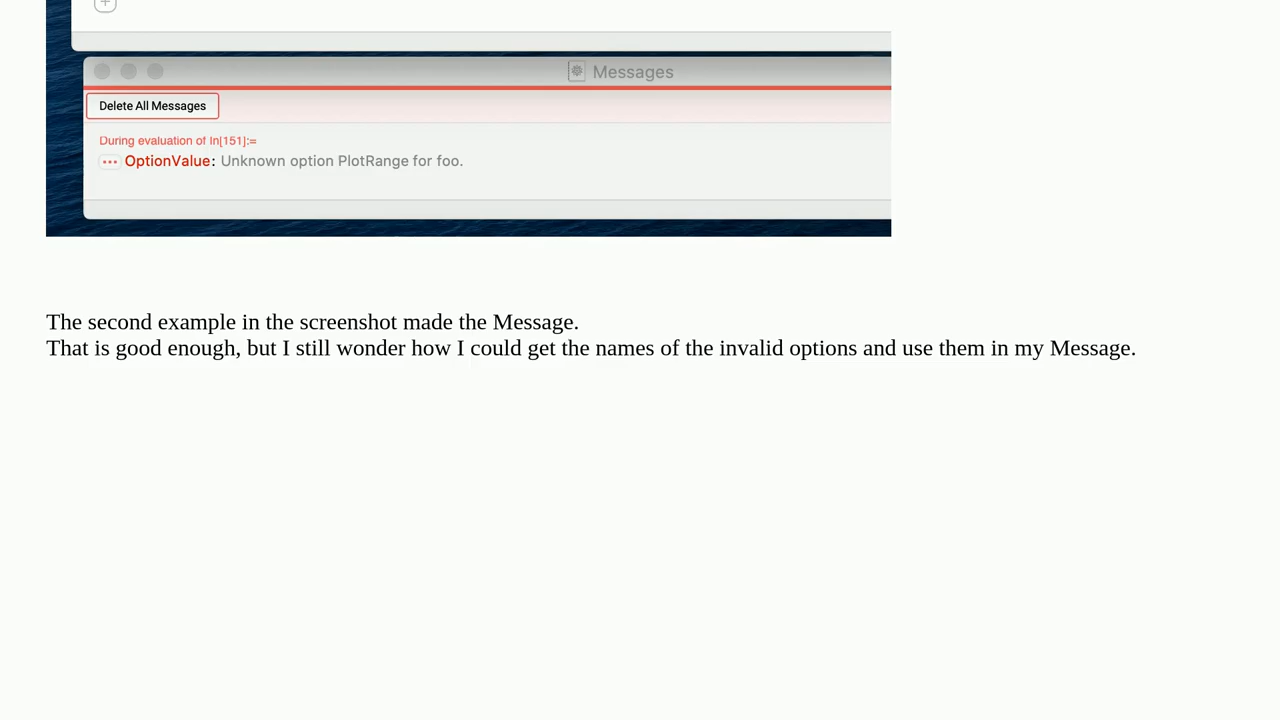 Messages
Delete All Messages
During evaluation of In[151]:=
OptionValue: Unknown option PlotRange for foo.
The second example in the screenshot made the Message.
That is good enough, but I still wonder how I could get the names of the invalid options and use them in my Message.